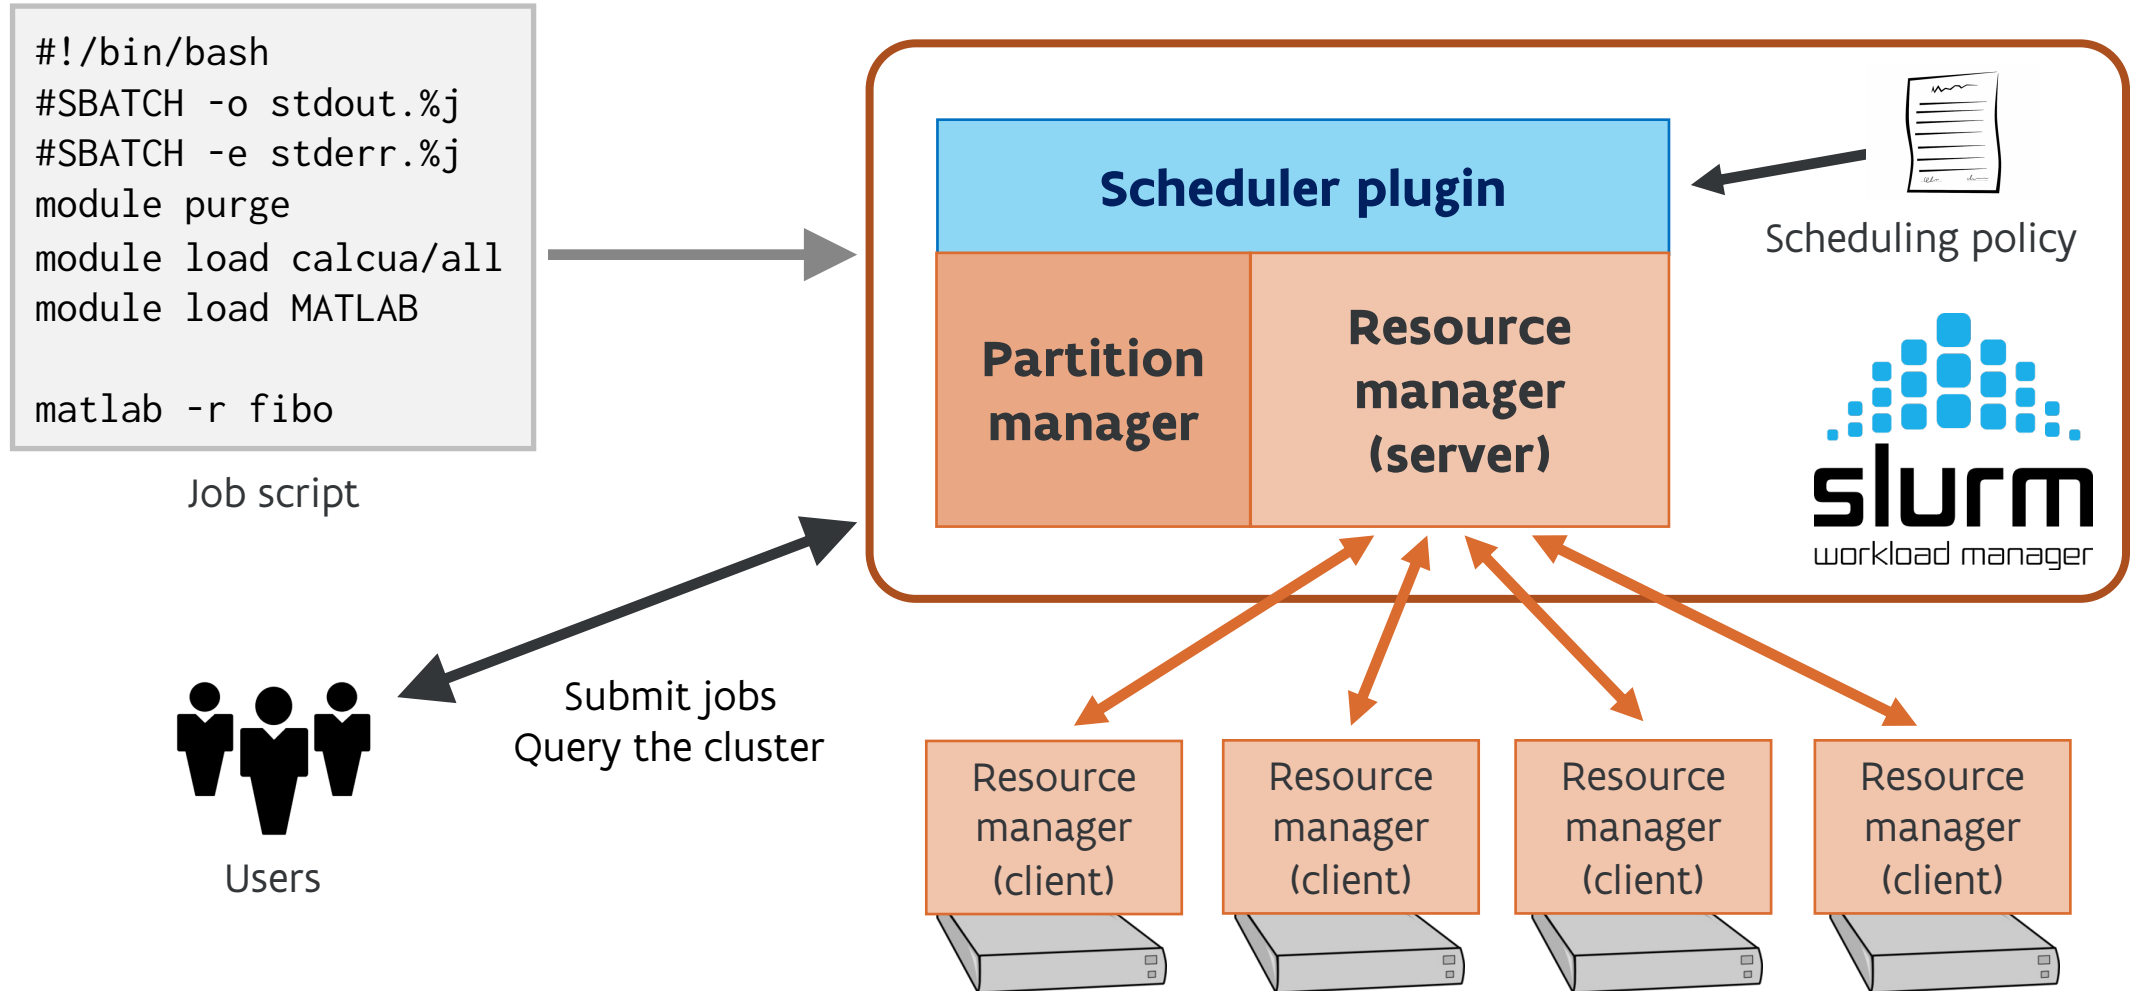 #!/bin/bash
#SBATCH -o stdout.%j
#SBATCH -e stderr.%j
module purge
module load calcua/all
module load MATLAB
matlab -r fibo
Job script
Scheduler plugin
Scheduling policy
Partition
manager
Resource
manager
(server)
slurm
workload manager
Submit jobs
Query the cluster
Users
Resource
manager
(client)
Resource
manager
(client)
Resource
manager
(client)
Resource
manager
(client)